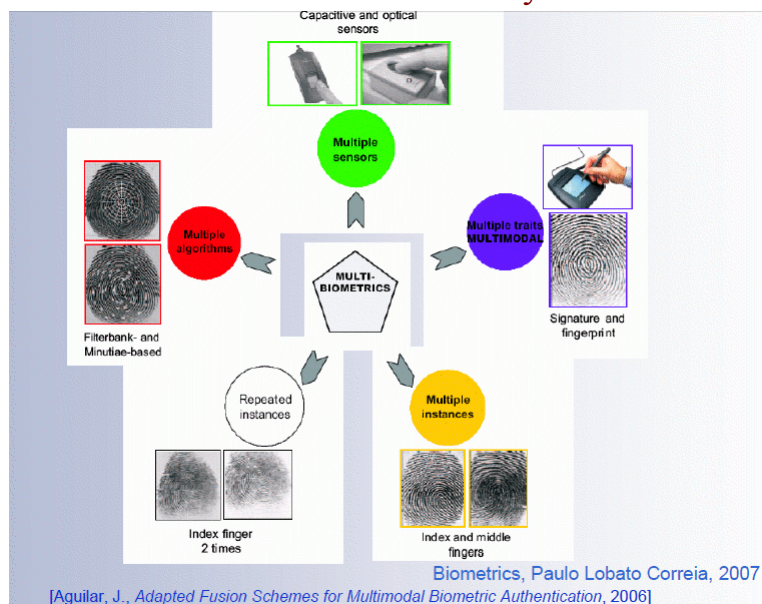 Capacitive and optical
sensors
Multiple
sensors
Multiple
algorithms
Filterbank- and
Minutiae-based
Multiple traits
MULTIMODAL
Signature and
fingerprint
MULTI-
BIOMETRICS
Repeated
instances
Index finger
2 times
Multiple
instances
Index and middle
fingers
Biometrics, Paulo Lobato Correia, 2007
[Aguilar, J., Adapted Fusion Schemes for Multimodal Biometric Authentication, 2006]